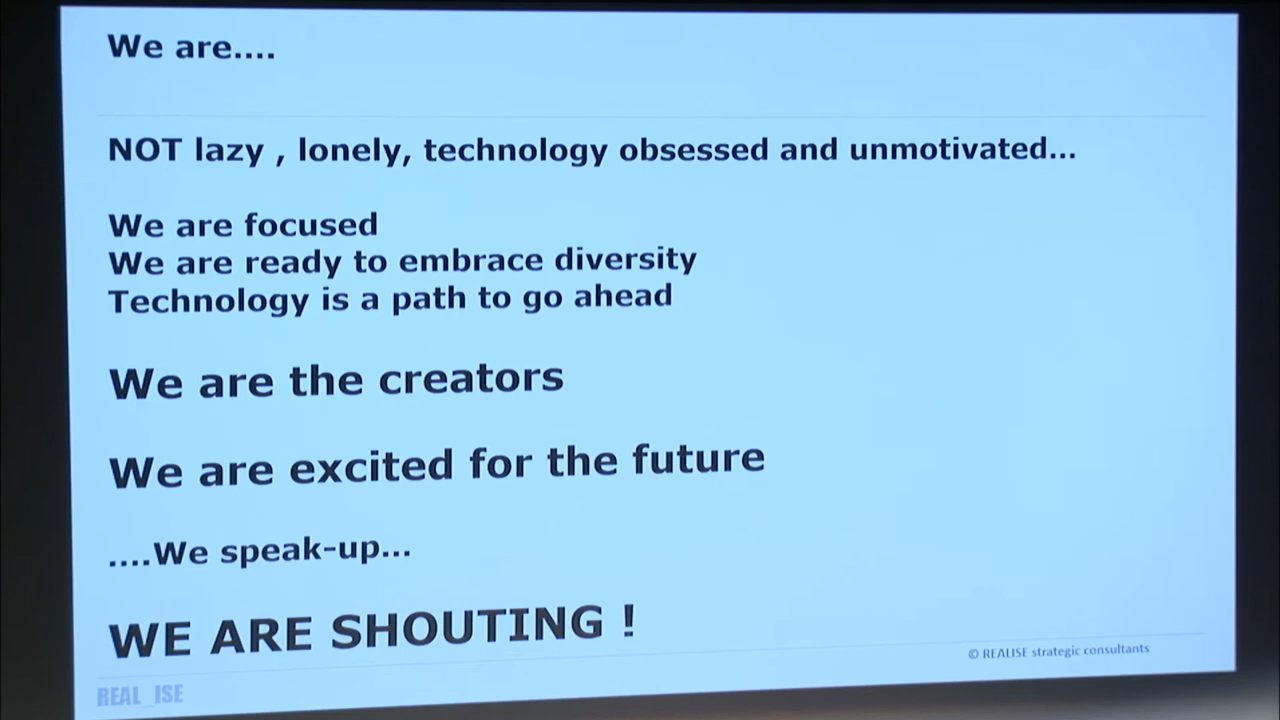 We are....
NOT lazy , lonely, technology obsessed and unmotivated...
We are focused
We are ready to embrace diversity
Technology is a path to go ahead
We are the creators
We are excited for the future
....We speak-up...
WE ARE SHOUTING !
© REALISE strategic consultants
REAL_ISE